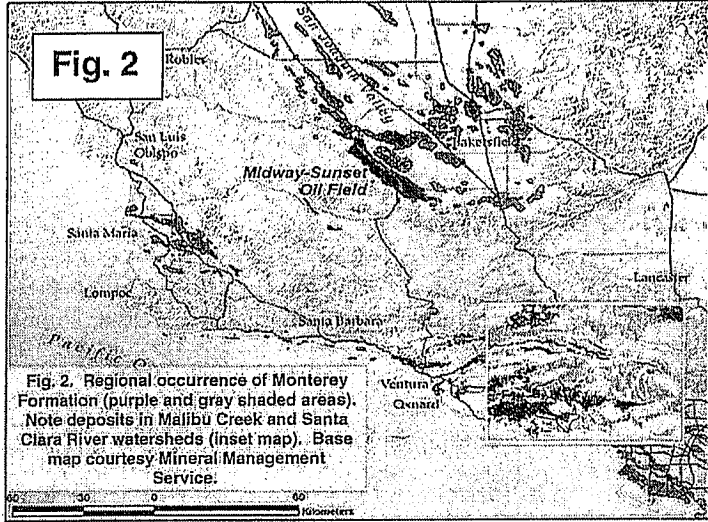 Fig. 2
Robles
San Joaquin Valley
San Luis
Obispo
Bakersfield
Midway-Sunset
Oil Field
Santa Maria
Lancaster
Lompoc
Santa Barbara
Pacific
Ventura
Oxnard
Fig. 2. Regional occurrence of Monterey
Formation (purple and gray shaded areas).
Note deposits in Malibu Creek and Santa
Clara River watersheds (inset map). Base
map courtesy Mineral Management
Service.
30 0 60
Kilometers